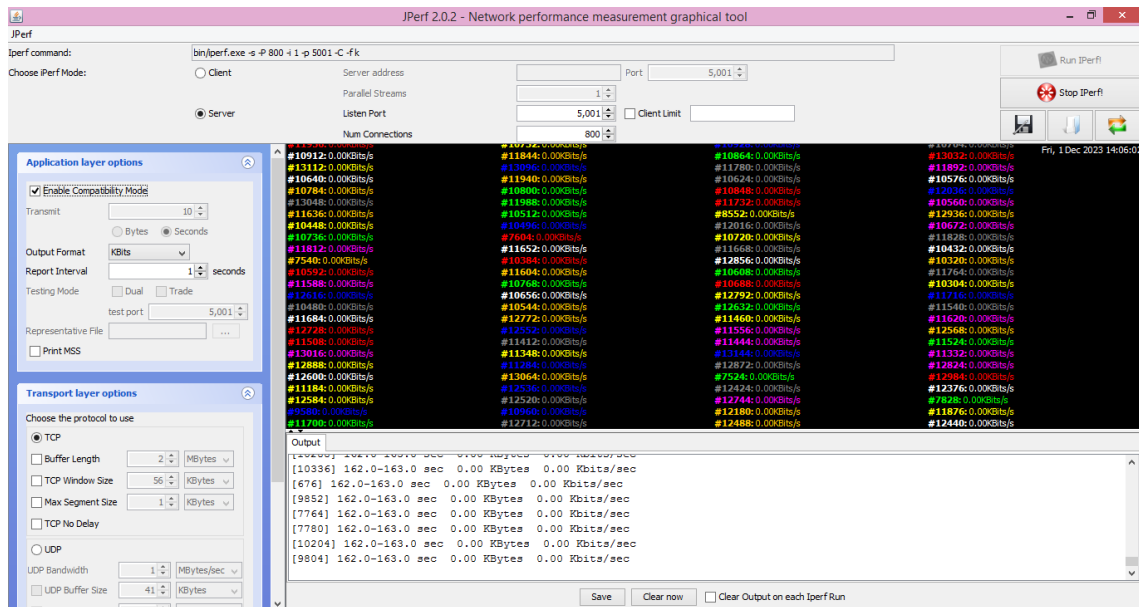 JPerf 2.0.2 - Network performance measurement graphical tool
JPerf
Iperf command:
bin/iperf.exe -s -P 800 -i 1 -p 5001 -C -f k
Choose iPerf Mode:
Client
Server address
Port
5,001
Parallel Streams
1
Server
Listen Port
5,001
Client Limit
Num Connections
800
Run IPerf!
Stop IPerf!
Fri, 1 Dec 2023 14:06:02
Application layer options
Enable Compatibility Mode
Transmit
10
Bytes
Seconds
Output Format
KBits
Report Interval
1
seconds
Testing Mode
Dual
Trade
test port
5,001
Representative File
...
Print MSS
Transport layer options
Choose the protocol to use
TCP
Buffer Length
2
MBytes
TCP Window Size
56
KBytes
Max Segment Size
1
KBytes
TCP No Delay
UDP
UDP Bandwidth
1
MBytes/sec
UDP Buffer Size
41
KBytes
#10912: 0.00KBits/s #11844: 0.00KBits/s #10864: 0.00KBits/s #13032: 0.00KBits/s
#13112: 0.00KBits/s #11780: 0.00KBits/s #11892: 0.00KBits/s
#10640: 0.00KBits/s #11940: 0.00KBits/s #10624: 0.00KBits/s #10576: 0.00KBits/s
#10784: 0.00KBits/s #10800: 0.00KBits/s #10848: 0.00KBits/s
#13048: 0.00KBits/s #11988: 0.00KBits/s #11732: 0.00KBits/s #10560: 0.00KBits/s
#11636: 0.00KBits/s #10512: 0.00KBits/s #8552: 0.00KBits/s #12936: 0.00KBits/s
#10448: 0.00KBits/s #10496: 0.00KBits/s #12016: 0.00KBits/s #10672: 0.00KBits/s
#10736: 0.00KBits/s #7604: 0.00KBits/s #10720: 0.00KBits/s #11828: 0.00KBits/s
#11812: 0.00KBits/s #11652: 0.00KBits/s #11668: 0.00KBits/s #10432: 0.00KBits/s
#7540: 0.00KBits/s #10384: 0.00KBits/s #12856: 0.00KBits/s #10320: 0.00KBits/s
#10592: 0.00KBits/s #11604: 0.00KBits/s #10608: 0.00KBits/s #11764: 0.00KBits/s
#11588: 0.00KBits/s #10768: 0.00KBits/s #10688: 0.00KBits/s #10304: 0.00KBits/s
#12616: 0.00KBits/s #10656: 0.00KBits/s #12792: 0.00KBits/s #11716: 0.00KBits/s
#10480: 0.00KBits/s #10544: 0.00KBits/s #12632: 0.00KBits/s #11540: 0.00KBits/s
#11684: 0.00KBits/s #12772: 0.00KBits/s #11460: 0.00KBits/s #11620: 0.00KBits/s
#12728: 0.00KBits/s #12552: 0.00KBits/s #11556: 0.00KBits/s #12568: 0.00KBits/s
#11508: 0.00KBits/s #11412: 0.00KBits/s #11444: 0.00KBits/s #11524: 0.00KBits/s
#13016: 0.00KBits/s #11348: 0.00KBits/s #13144: 0.00KBits/s #11332: 0.00KBits/s
#12888: 0.00KBits/s #11284: 0.00KBits/s #12872: 0.00KBits/s #12824: 0.00KBits/s
#12600: 0.00KBits/s #13064: 0.00KBits/s #7524: 0.00KBits/s #12984: 0.00KBits/s
#11184: 0.00KBits/s #12536: 0.00KBits/s #12424: 0.00KBits/s #12376: 0.00KBits/s
#12584: 0.00KBits/s #12520: 0.00KBits/s #12744: 0.00KBits/s #7828: 0.00KBits/s
#9580: 0.00KBits/s #10960: 0.00KBits/s #12180: 0.00KBits/s #11876: 0.00KBits/s
#11700: 0.00KBits/s #12712: 0.00KBits/s #12488: 0.00KBits/s #12440: 0.00KBits/s
Output
[10336] 162.0-163.0 sec 0.00 KBytes 0.00 Kbits/sec
[676] 162.0-163.0 sec 0.00 KBytes 0.00 Kbits/sec
[9852] 162.0-163.0 sec 0.00 KBytes 0.00 Kbits/sec
[7764] 162.0-163.0 sec 0.00 KBytes 0.00 Kbits/sec
[7780] 162.0-163.0 sec 0.00 KBytes 0.00 Kbits/sec
[10204] 162.0-163.0 sec 0.00 KBytes 0.00 Kbits/sec
[9804] 162.0-163.0 sec 0.00 KBytes 0.00 Kbits/sec
Save
Clear now
Clear Output on each Iperf Run